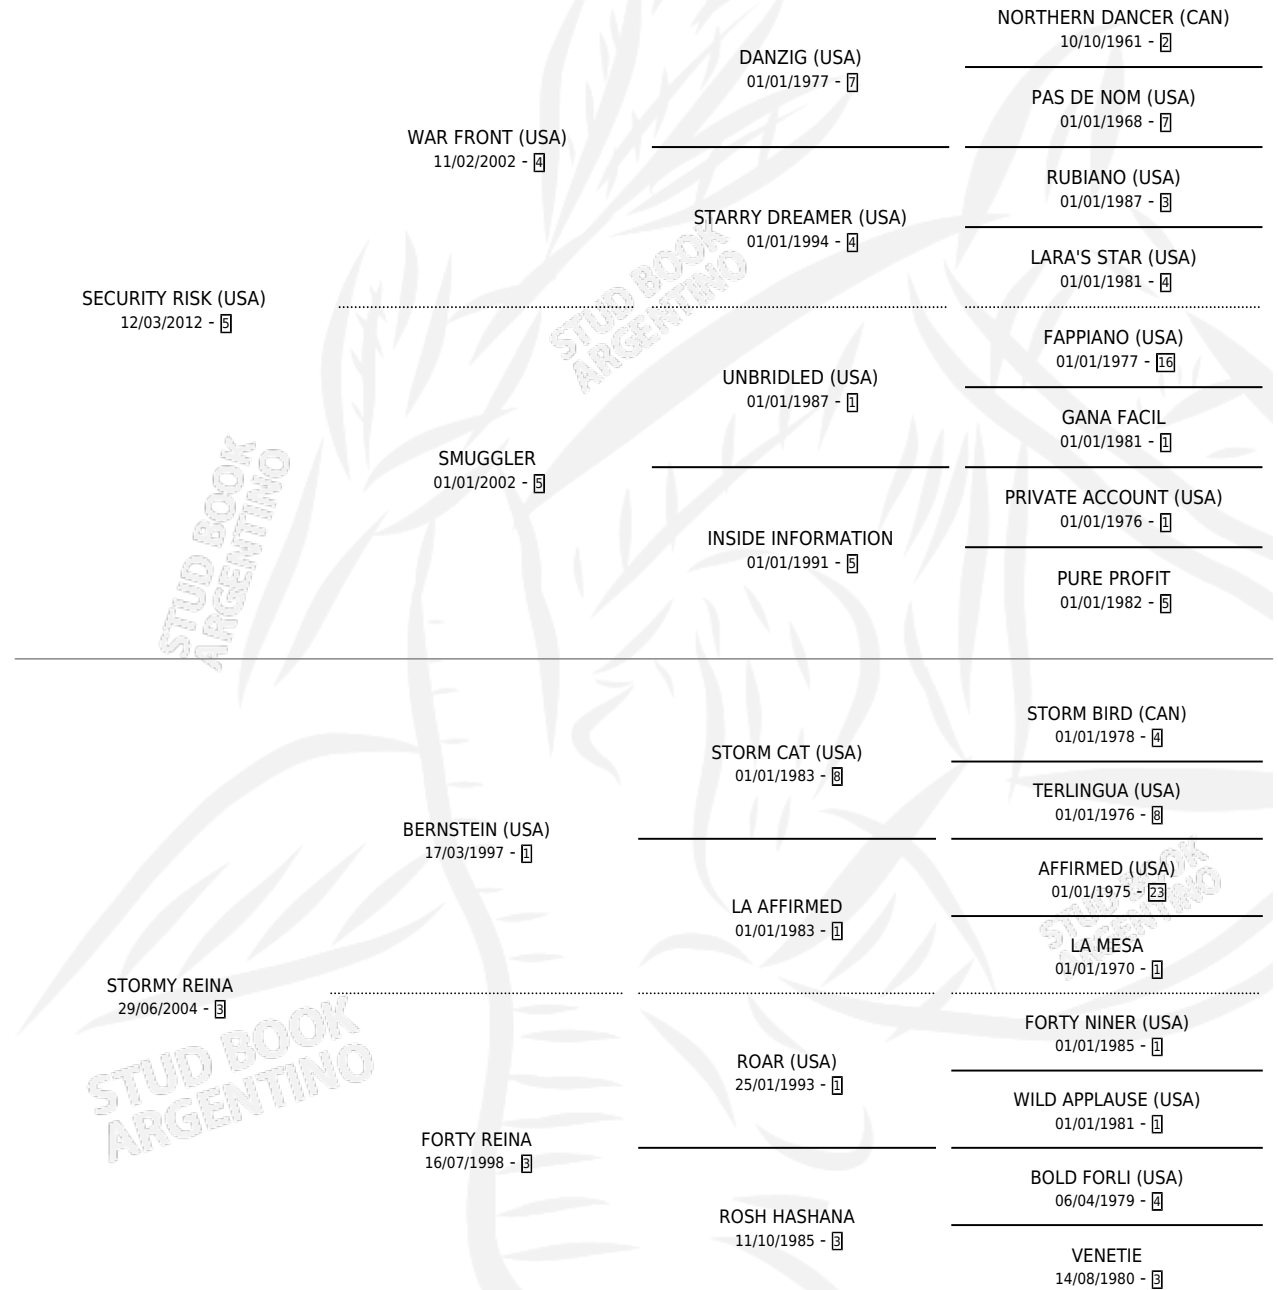 NORTHERN DANCER (CAN)
10/10/1961 - 2
DANZIG (USA)
01/01/1977 - 7
PAS DE NOM (USA)
01/01/1968 - 7
WAR FRONT (USA)
11/02/2002 - 4
RUBIANO (USA)
01/01/1987 - 3
STARRY DREAMER (USA)
01/01/1994 - 4
LARA'S STAR (USA)
01/01/1981 - 4
SECURITY RISK (USA)
12/03/2012 - 5
FAPPIANO (USA)
01/01/1977 - 16
UNBRIDLED (USA)
01/01/1987 - 1
GANA FACIL
01/01/1981 - 1
SMUGGLER
01/01/2002 - 5
PRIVATE ACCOUNT (USA)
01/01/1976 - 1
INSIDE INFORMATION
01/01/1991 - 5
PURE PROFIT
01/01/1982 - 5
STORM BIRD (CAN)
01/01/1978 - 4
STORM CAT (USA)
01/01/1983 - 8
TERLINGUA (USA)
01/01/1976 - 8
BERNSTEIN (USA)
17/03/1997 - 1
AFFIRMED (USA)
01/01/1975 - 23
LA AFFIRMED
01/01/1983 - 1
LA MESA
01/01/1970 - 1
STORMY REINA
29/06/2004 - 3
FORTY NINER (USA)
01/01/1985 - 1
ROAR (USA)
25/01/1993 - 1
WILD APPLAUSE (USA)
01/01/1981 - 1
FORTY REINA
16/07/1998 - 3
BOLD FORLI (USA)
06/04/1979 - 4
ROSH HASHANA
11/10/1985 - 3
VENETIE
14/08/1980 - 3
STUD BOOK
ARGENTINO
STUD BOOK
ARGENTINO
STUD BOOK
ARGENTINO
STUD BOOK
ARGENTINO